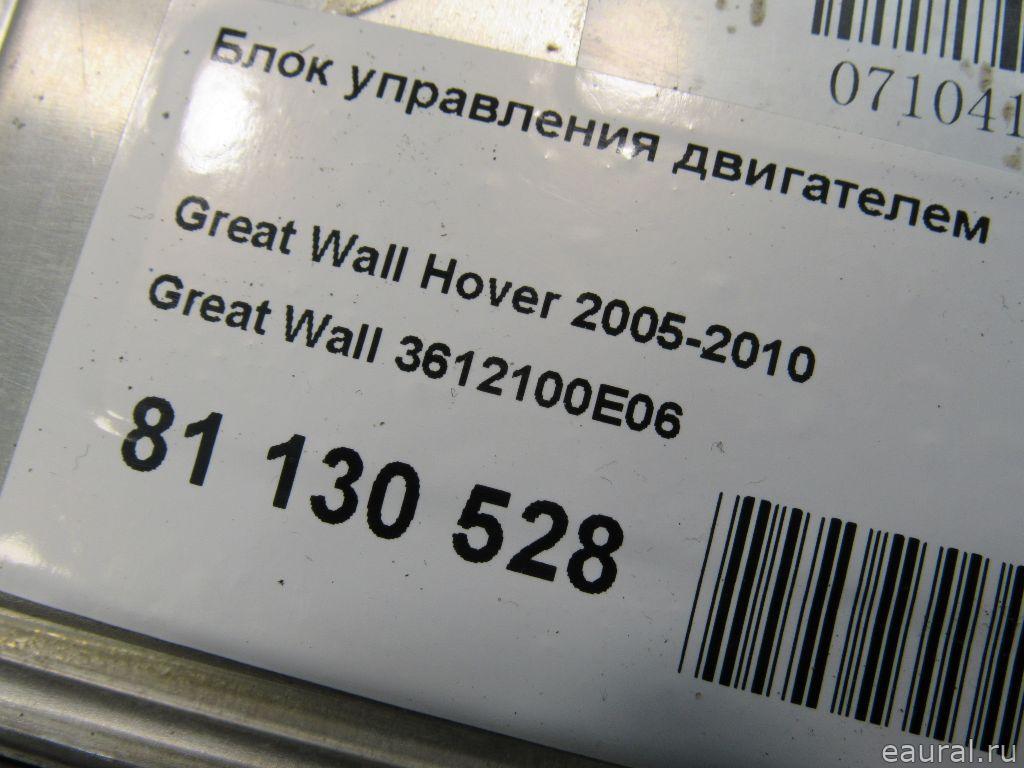 071041
Блок управления двигателем
Great Wall Hover 2005-2010
Great Wall 3612100E06
81 130 528
eaural.ru